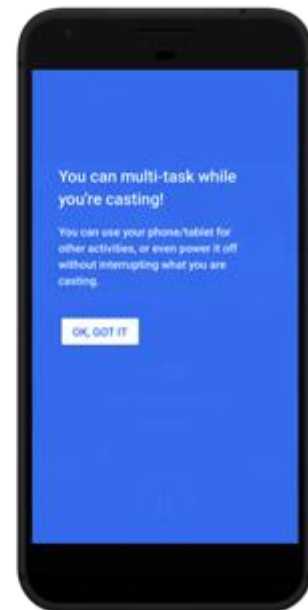 You can multi-task while
you're casting!
You can use your phone/tablet for
other activities, or even power it off
without interrupting what you are
casting.
OK, GOT IT